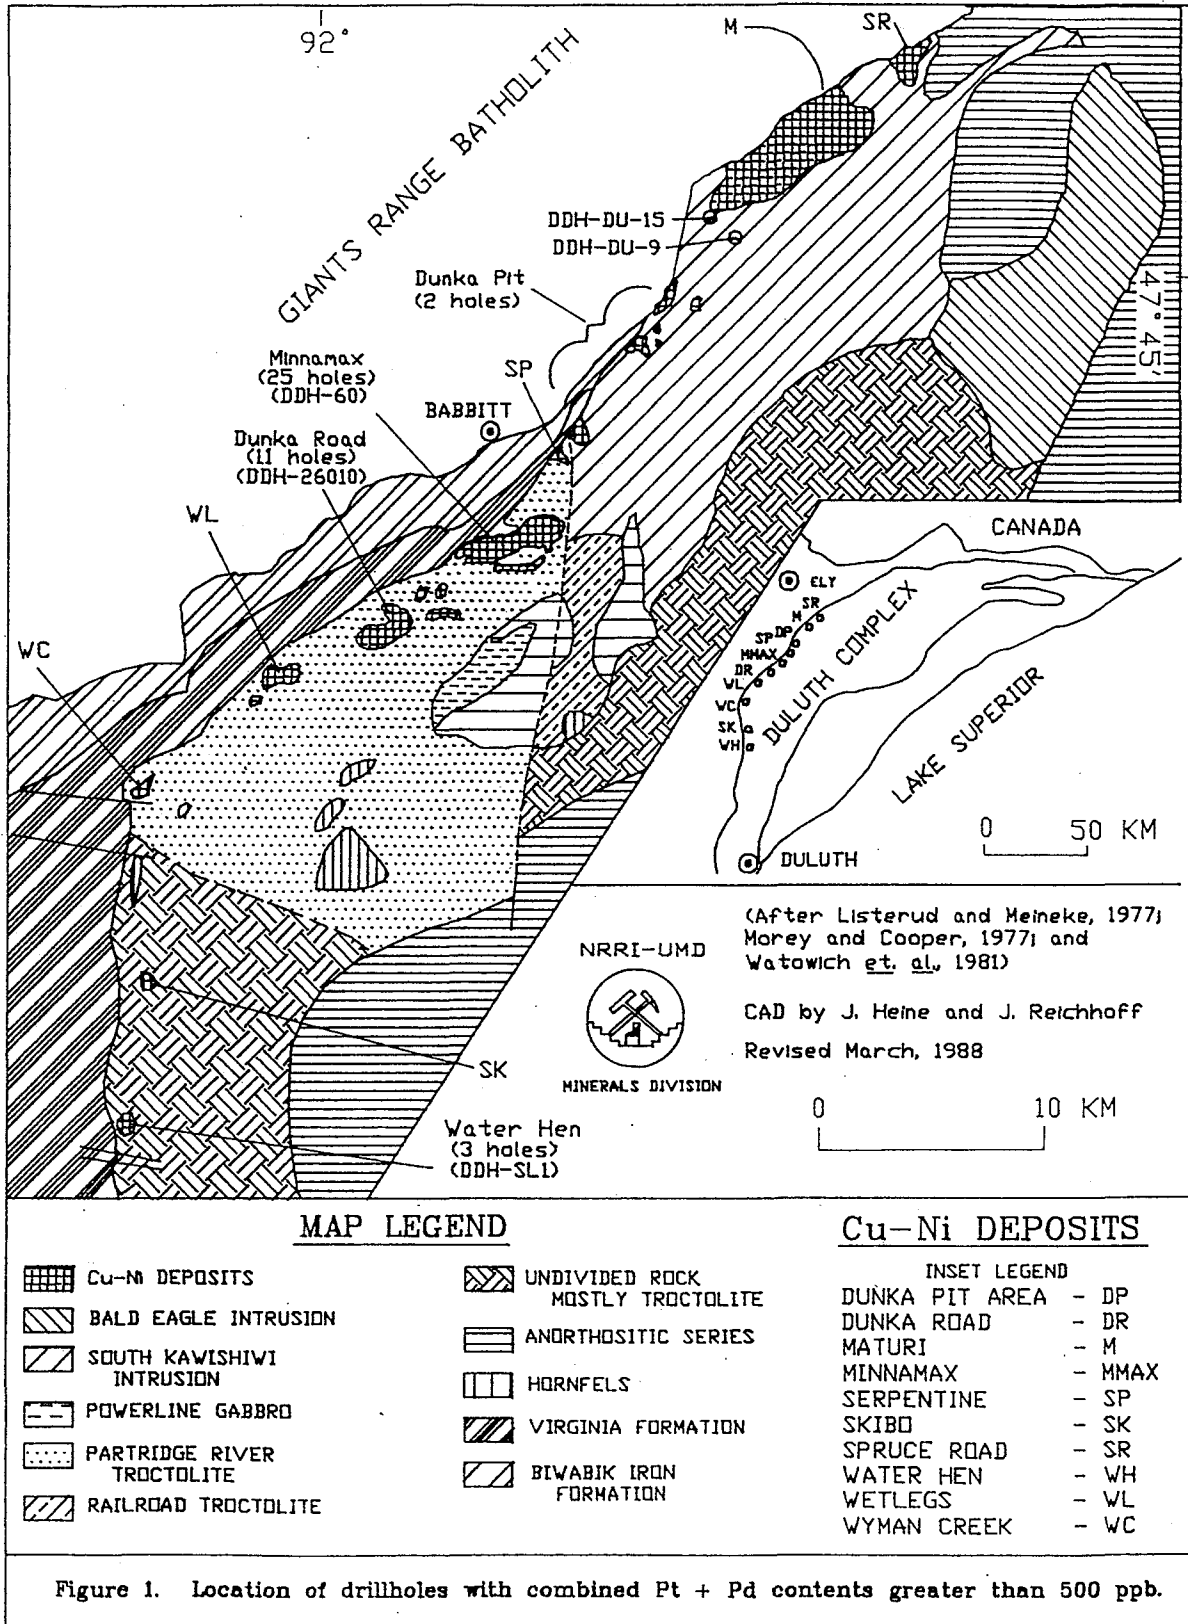 92°
M
SR
GIANTS RANGE BATHOLITH
DDH-DU-15
DDH-DU-9
Dunka Pit
(2 holes)
47° 45'
Minnamax
(25 holes)
(DDH-60)
SP
BABBITT
Dunka Road
(11 holes)
(DDH-26010)
WL
WC
CANADA
ELY
SR
M
DP
SP
MMAX
DR
WL
WC
SK
WH
DULUTH COMPLEX
LAKE SUPERIOR
0 50 KM
DULUTH
(After Listerud and Meineke, 1977;
Morey and Cooper, 1977; and
Watowich et. al., 1981)
NRRI-UMD
CAD by J. Heine and J. Reichhoff
Revised March, 1988
MINERALS DIVISION
SK
0 10 KM
Water Hen
(3 holes)
(DDH-SL1)
MAP LEGEND
Cu-Ni DEPOSITS
BALD EAGLE INTRUSION
SOUTH KAWISHIWI
INTRUSION
POWERLINE GABBRO
PARTRIDGE RIVER
TROCTOLITE
RAILROAD TROCTOLITE
UNDIVIDED ROCK
MOSTLY TROCTOLITE
ANORTHOSITIC SERIES
HORNFELS
VIRGINIA FORMATION
BIWABIK IRON
FORMATION
Cu-Ni DEPOSITS
INSET LEGEND
DUNKA PIT AREA - DP
DUNKA ROAD - DR
MATURI - M
MINNAMAX - MMAX
SERPENTINE - SP
SKIBO - SK
SPRUCE ROAD - SR
WATER HEN - WH
WETLEGS - WL
WYMAN CREEK - WC
Figure 1. Location of drillholes with combined Pt + Pd contents greater than 500 ppb.